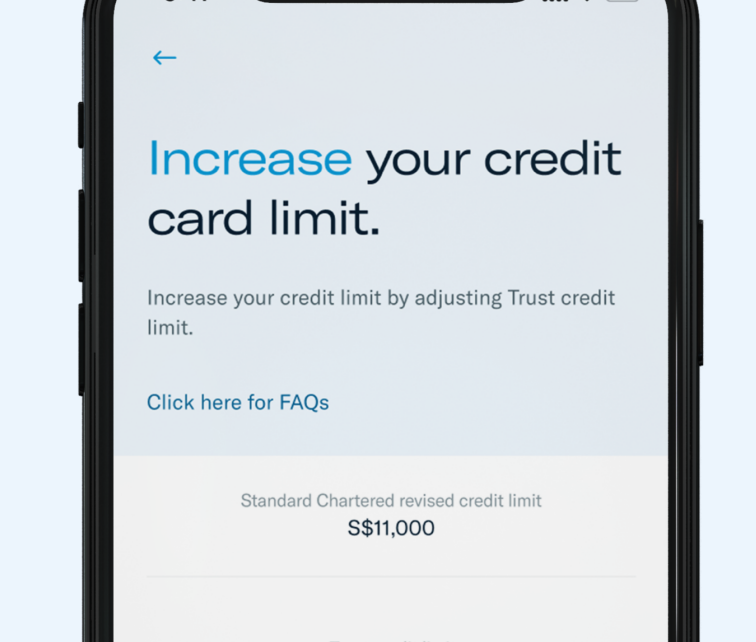 Increase your credit
card limit.
Increase your credit limit by adjusting Trust credit
limit.
Click here for FAQs
Standard Chartered revised credit limit
S$11,000